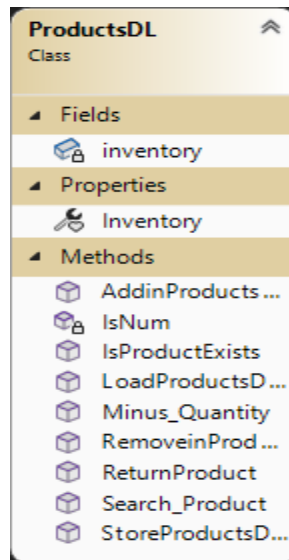 ProductsDL
Class
Fields
inventory
Properties
Inventory
Methods
AddinProducts ...
IsNum
IsProductExists
LoadProductsD...
Minus_Quantity
RemoveinProd ...
ReturnProduct
Search_Product
StoreProductsD...